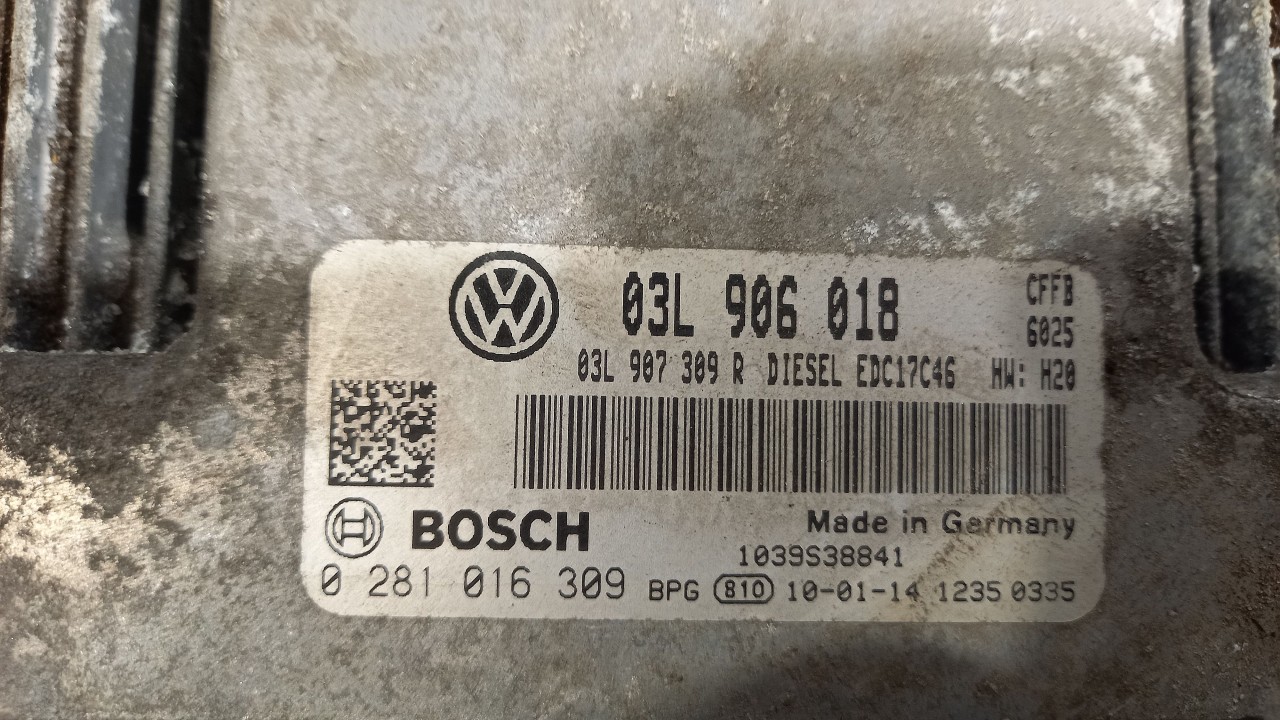 03L 906 018 CFFB
6025
03L 907 309 R DIESEL EDC17C46 HW: H20
BOSCH Made in Germany
1039S38841
0 281 016 309 BPG 810 10-01-14 1235 0335